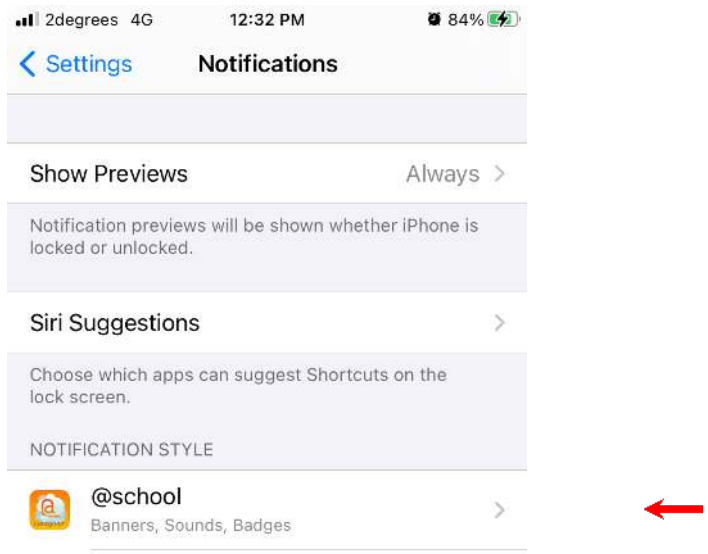 2degrees 4G 12:32 PM 84%
Settings Notifications
Show Previews Always
Notification previews will be shown whether iPhone is
locked or unlocked.
Siri Suggestions
Choose which apps can suggest Shortcuts on the
lock screen.
NOTIFICATION STYLE
@school
Banners, Sounds, Badges